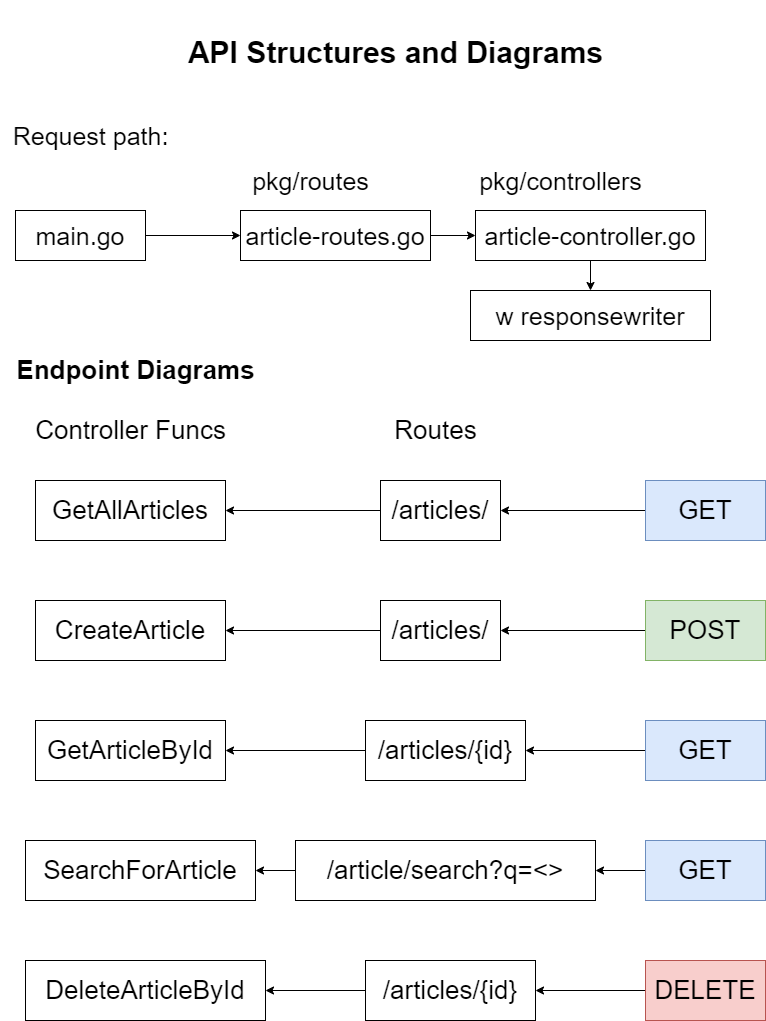 API Structures and Diagrams
Request path:
pkg/routes
pkg/controllers
main.go
article-routes.go
article-controller.go
w responsewriter
Endpoint Diagrams
Controller Funcs
Routes
GetAllArticles
/articles/
GET
CreateArticle
/articles/
POST
GetArticleById
/articles/{id}
GET
SearchForArticle
/article/search?q=<>
GET
DeleteArticleById
/articles/{id}
DELETE